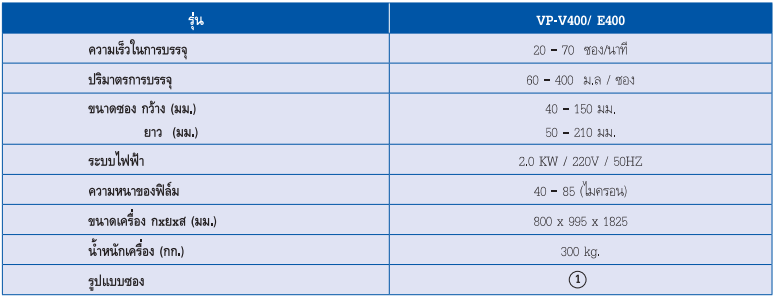 รุ่น VP-V400/ E400
ความเร็วในการบรรจุ 20 – 70 ซอง/นาที
ปริมาตรการบรรจุ 60 – 400 ม.ล / ซอง
ขนาดซอง กว้าง (มม.) 40 – 150 มม.
ยาว (มม.) 50 – 210 มม.
ระบบไฟฟ้า 2.0 KW / 220V / 50HZ
ความหนาของฟิล์ม 40 – 85 (ไมครอน)
ขนาดเครื่อง กxยxส (มม.) 800 x 995 x 1825
น้ำหนักเครื่อง (กก.) 300 kg.
รูปแบบซอง ①